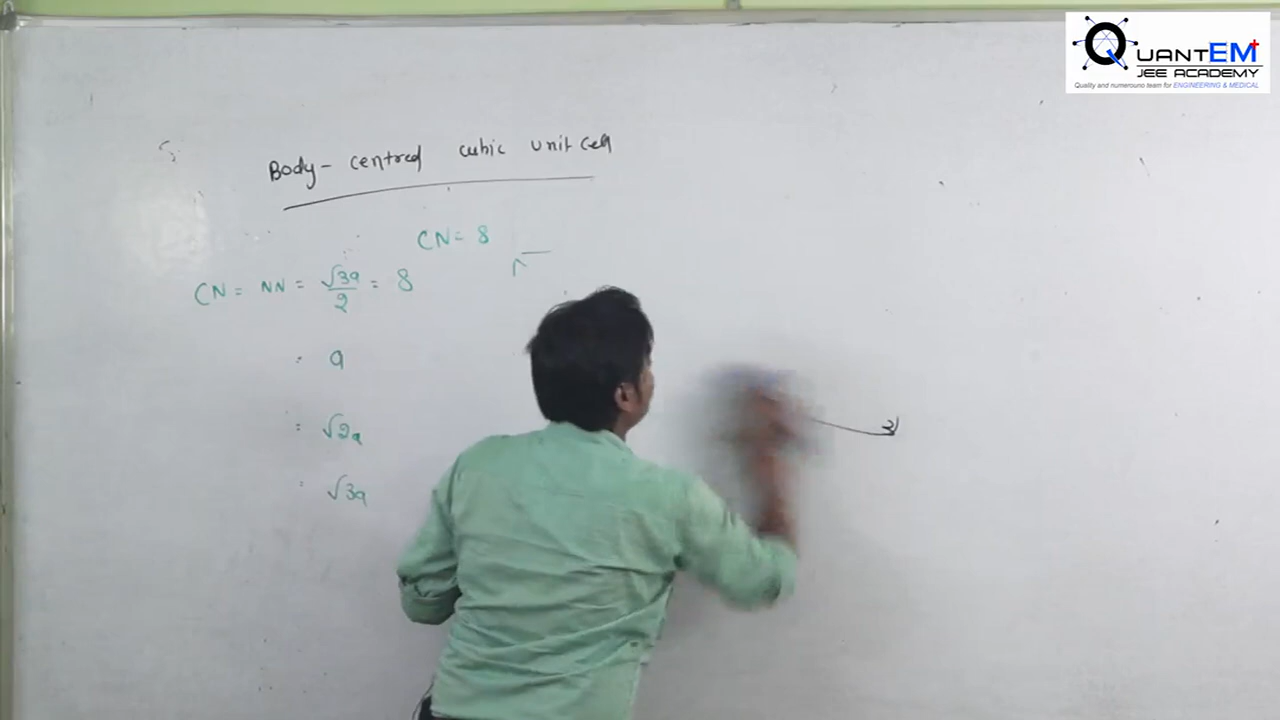 QUANTEM+
JEE ACADEMY
Quality and numerouno team for ENGINEERING & MEDICAL
Body-centred cubic unit cell
CN= 8
CN= NN = √3a/2 = 8
: a
: √2a
: √3a